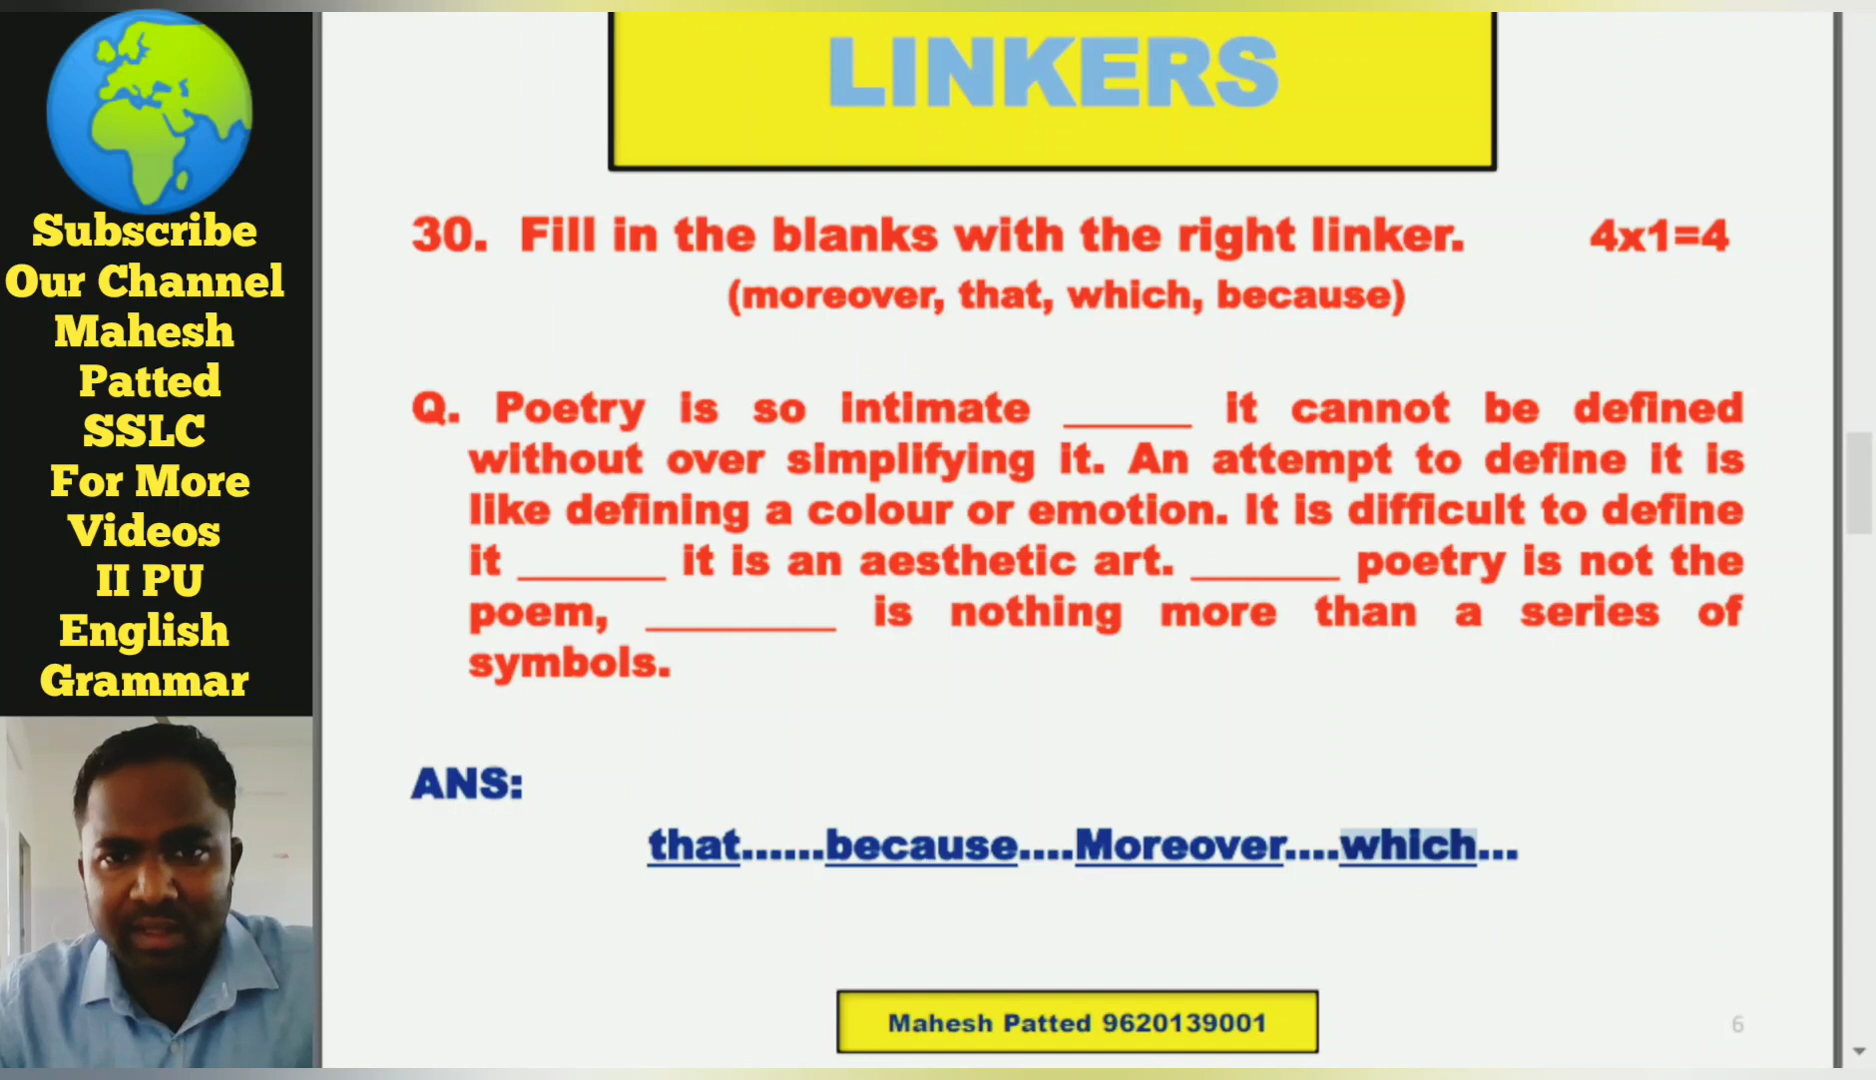 Subscribe
Our Channel
Mahesh
Patted
SSLC
For More
Videos
II PU
English
Grammar
LINKERS
30. Fill in the blanks with the right linker. 4x1=4
(moreover, that, which, because)
Q. Poetry is so intimate ______ it cannot be defined
without over simplifying it. An attempt to define it is
like defining a colour or emotion. It is difficult to define
it _______ it is an aesthetic art. _______ poetry is not the
poem, _________ is nothing more than a series of
symbols.
ANS:
that......because....Moreover....which...
Mahesh Patted 9620139001
6